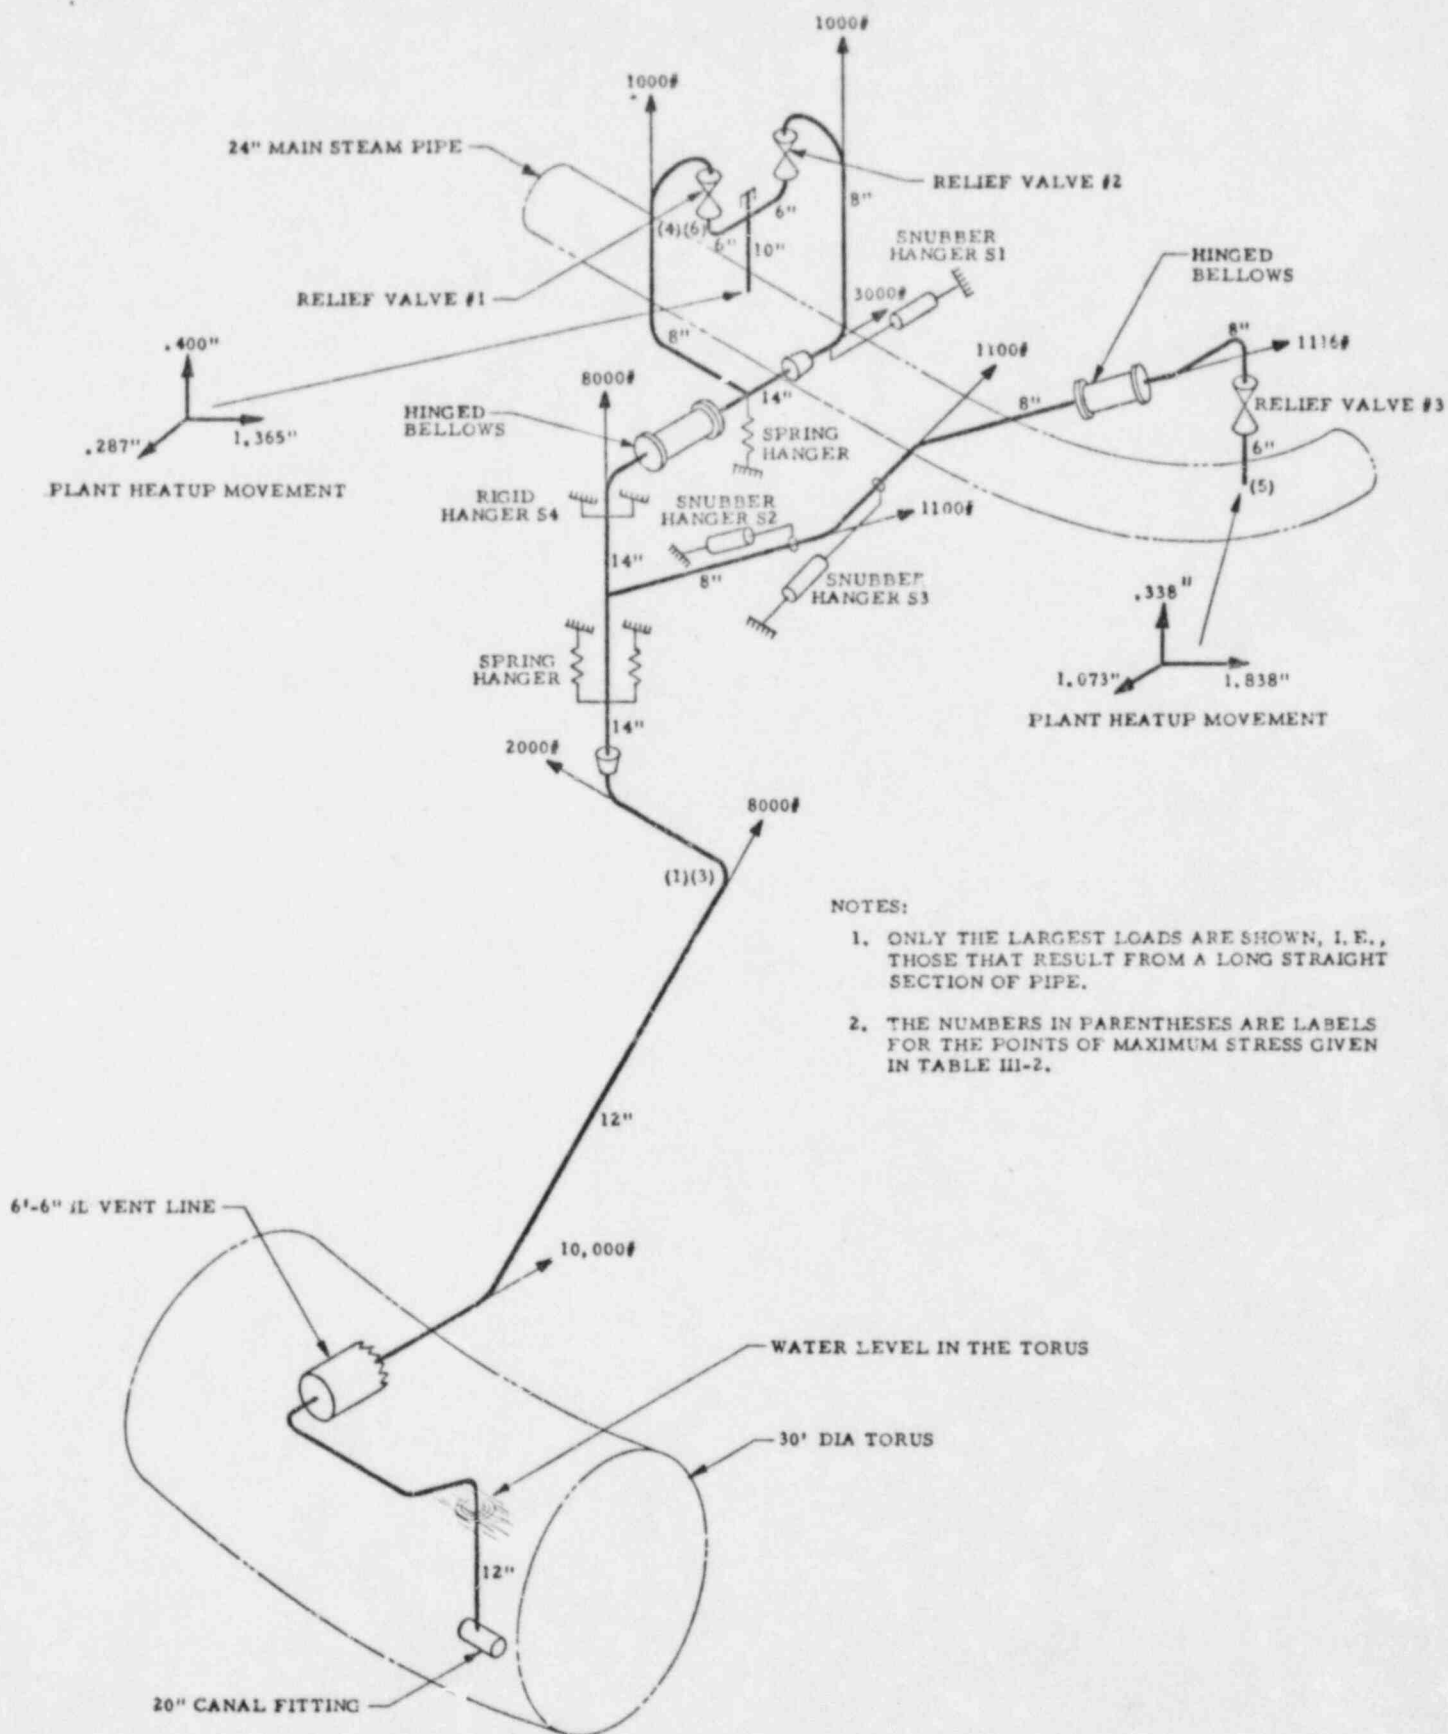 1000#
1000#
24" MAIN STEAM PIPE
RELIEF VALVE #2
6"
8"
(4)(6)
6"
10"
SNUBBER
HANGER S1
HINGED
BELLOWS
RELIEF VALVE #1
3000#
8"
.400"
8"
1100#
1116#
8000#
14"
8"
RELIEF VALVE #3
HINGED
BELLOWS
.287"
1.365"
SPRING
HANGER
6"
(5)
PLANT HEATUP MOVEMENT
RIGID
HANGER S4
SNUBBER
HANGER S2
1100#
14"
8"
SNUBBER
HANGER S3
.338"
SPRING
HANGER
1.073"
1.838"
PLANT HEATUP MOVEMENT
14"
2000#
8000#
(1)(3)
NOTES:
1. ONLY THE LARGEST LOADS ARE SHOWN, I. E.,
THOSE THAT RESULT FROM A LONG STRAIGHT
SECTION OF PIPE.
2. THE NUMBERS IN PARENTHESES ARE LABELS
FOR THE POINTS OF MAXIMUM STRESS GIVEN
IN TABLE III-2.
12"
6'-6" ID VENT LINE
10,000#
WATER LEVEL IN THE TORUS
30' DIA TORUS
12"
20" CANAL FITTING